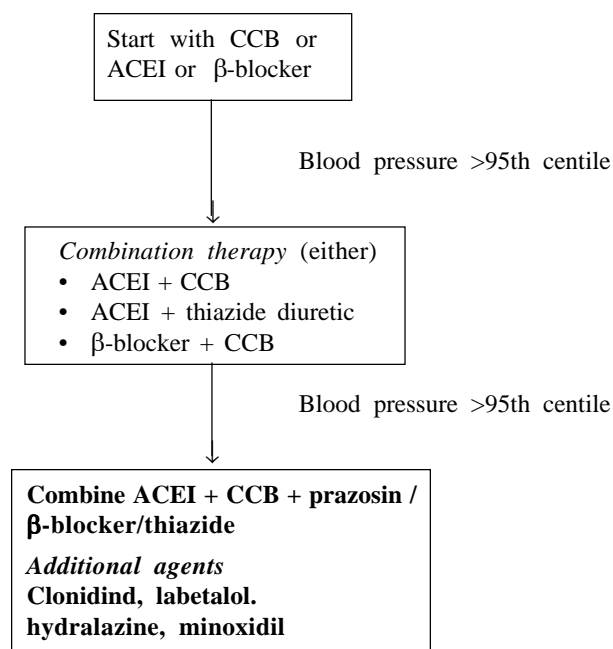 Start with CCB or
ACEI or β-blocker
Blood pressure >95th centile
Combination therapy (either)
• ACEI + CCB
• ACEI + thiazide diuretic
• β-blocker + CCB
Blood pressure >95th centile
Combine ACEI + CCB + prazosin /
β-blocker/thiazide
Additional agents
Clonidind, labetalol.
hydralazine, minoxidil